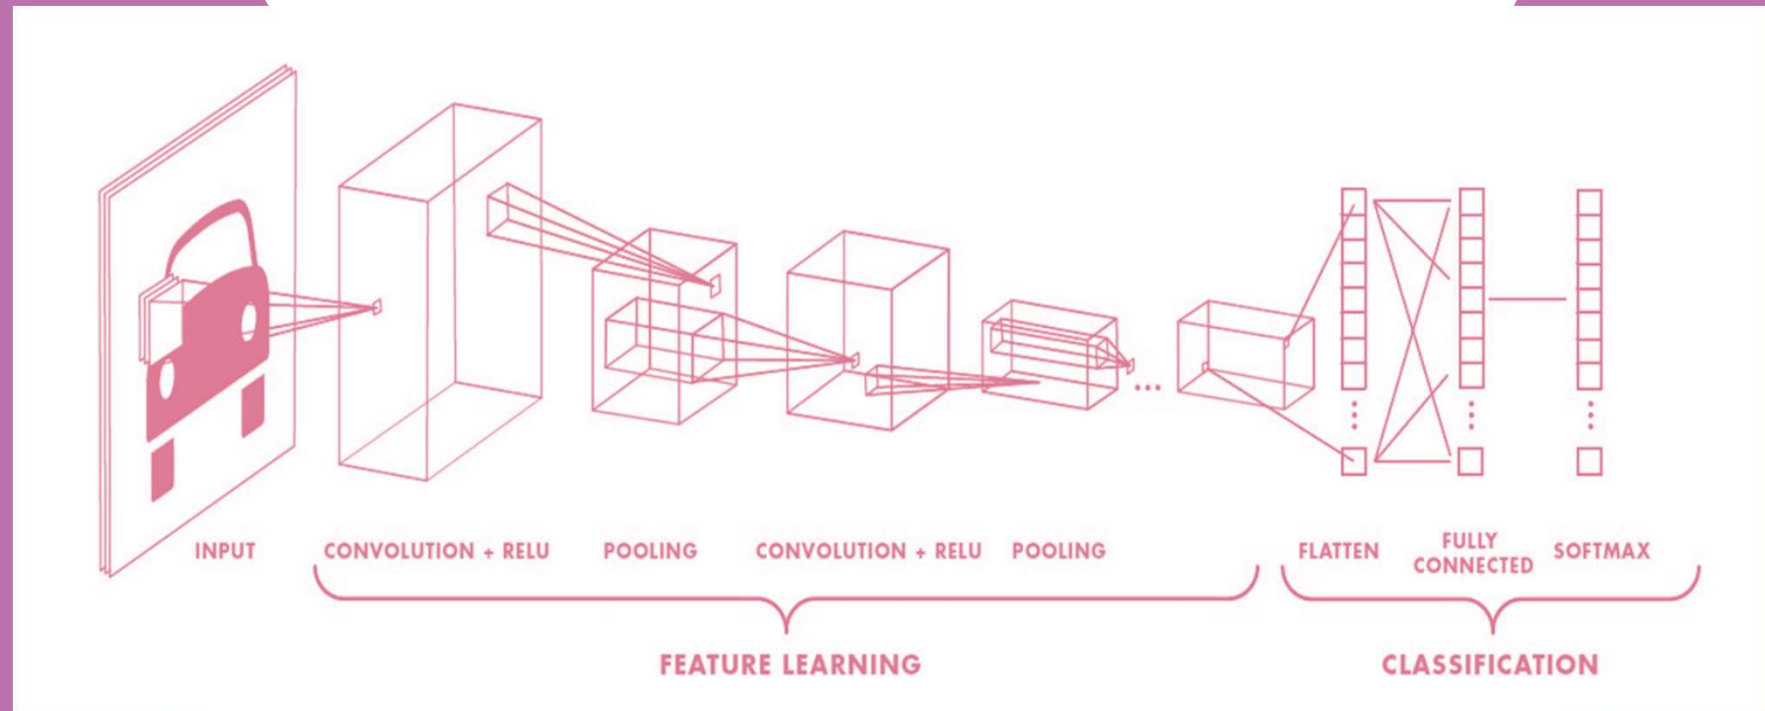 INPUT
CONVOLUTION + RELU
POOLING
CONVOLUTION + RELU
POOLING
FLATTEN
FULLY
CONNECTED
SOFTMAX
FEATURE LEARNING
CLASSIFICATION